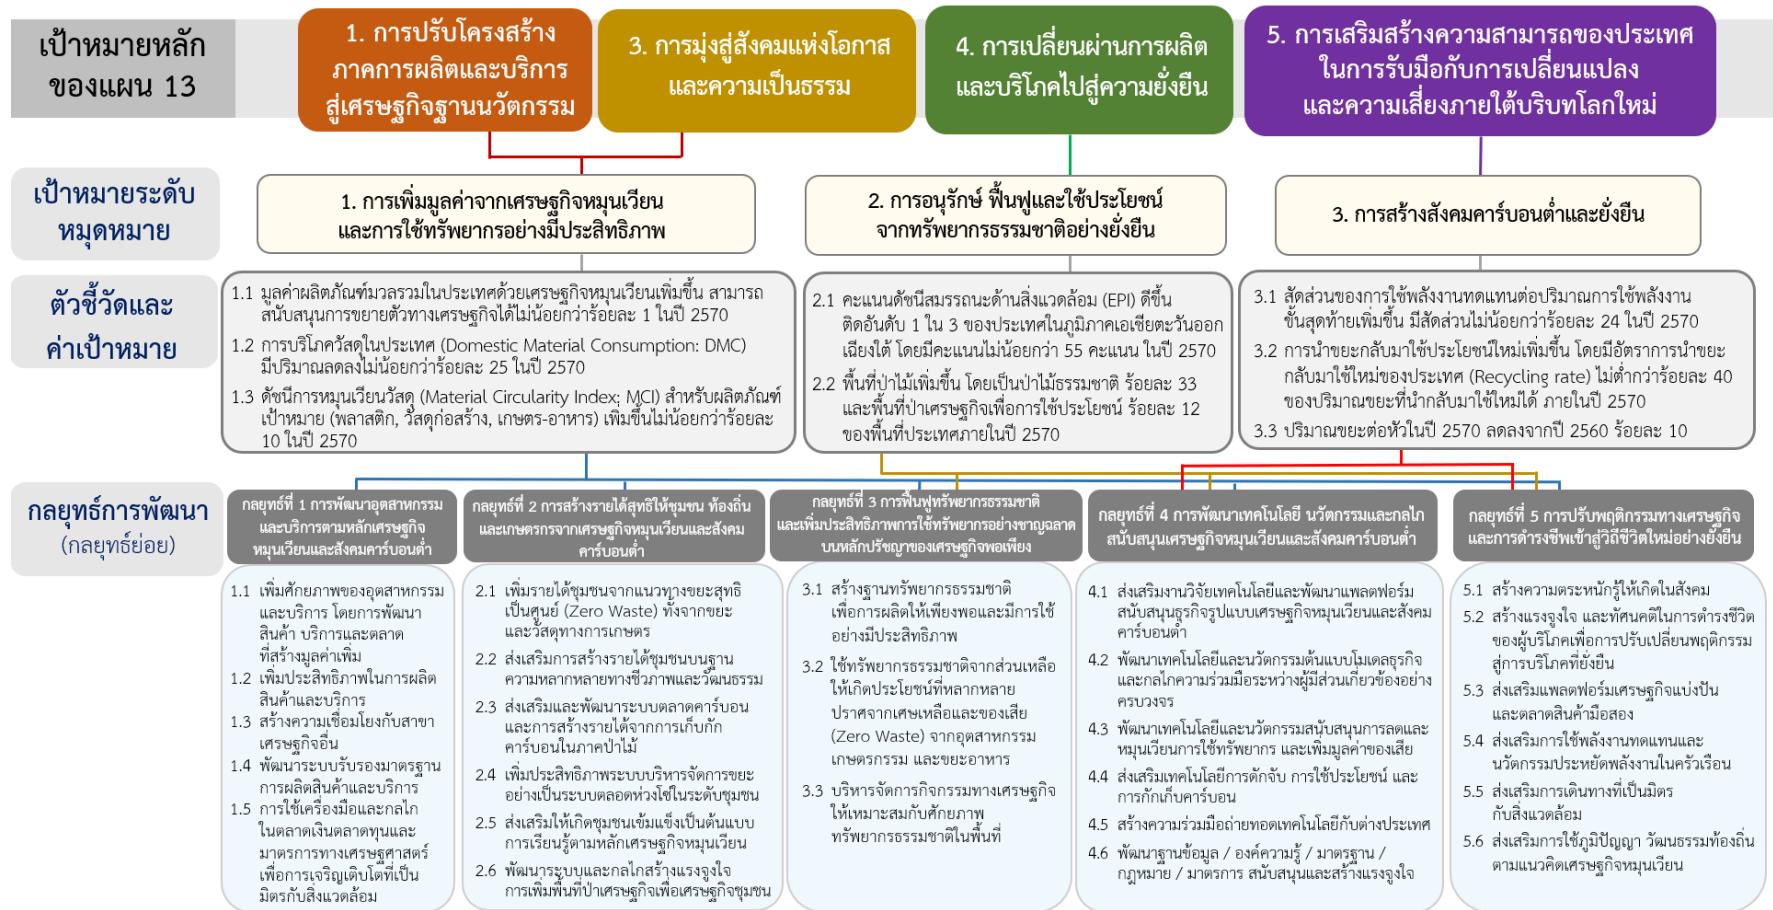 เป้าหมายหลัก
ของแผน 13
1. การปรับโครงสร้าง
ภาคการผลิตและบริการ
สู่เศรษฐกิจฐานนวัตกรรม
3. การมุ่งสู่สังคมแห่งโอกาส
และความเป็นธรรม
4. การเปลี่ยนผ่านการผลิต
และบริโภคไปสู่ความยั่งยืน
5. การเสริมสร้างความสามารถของประเทศ
ในการรับมือกับการเปลี่ยนแปลง
และความเสี่ยงภายใต้บริบทโลกใหม่
เป้าหมายระดับ
หมุดหมาย
1. การเพิ่มมูลค่าจากเศรษฐกิจหมุนเวียน
และการใช้ทรัพยากรอย่างมีประสิทธิภาพ
2. การอนุรักษ์ ฟื้นฟูและใช้ประโยชน์
จากทรัพยากรธรรมชาติอย่างยั่งยืน
3. การสร้างสังคมคาร์บอนต่ำและยั่งยืน
ตัวชี้วัดและ
ค่าเป้าหมาย
1.1 มูลค่าผลิตภัณฑ์มวลรวมในประเทศด้วยเศรษฐกิจหมุนเวียนเพิ่มขึ้น สามารถ
สนับสนุนการขยายตัวทางเศรษฐกิจได้ไม่น้อยกว่าร้อยละ 1 ในปี 2570
1.2 การบริโภควัสดุในประเทศ (Domestic Material Consumption: DMC)
มีปริมาณลดลงไม่น้อยกว่าร้อยละ 25 ในปี 2570
1.3 ดัชนีการหมุนเวียนวัสดุ (Material Circularity Index; MCI) สำหรับผลิตภัณฑ์
เป้าหมาย (พลาสติก, วัสดุก่อสร้าง, เกษตร-อาหาร) เพิ่มขึ้นไม่น้อยกว่าร้อยละ
10 ในปี 2570
2.1 คะแนนดัชนีสมรรถนะด้านสิ่งแวดล้อม (EPI) ดีขึ้น
ติดอันดับ 1 ใน 3 ของประเทศในภูมิภาคเอเชียตะวันออก
เฉียงใต้ โดยมีคะแนนไม่น้อยกว่า 55 คะแนน ในปี 2570
2.2 พื้นที่ป่าไม้เพิ่มขึ้น โดยเป็นป่าไม้ธรรมชาติ ร้อยละ 33
และพื้นที่ป่าเศรษฐกิจเพื่อการใช้ประโยชน์ ร้อยละ 12
ของพื้นที่ประเทศภายในปี 2570
3.1 สัดส่วนของการใช้พลังงานทดแทนต่อปริมาณการใช้พลังงาน
ขั้นสุดท้ายเพิ่มขึ้น มีสัดส่วนไม่น้อยกว่าร้อยละ 24 ในปี 2570
3.2 การนำขยะกลับมาใช้ประโยชน์ใหม่เพิ่มขึ้น โดยมีอัตราการนำขยะ
กลับมาใช้ใหม่ของประเทศ (Recycling rate) ไม่ต่ำกว่าร้อยละ 40
ของปริมาณขยะที่นำกลับมาใช้ใหม่ได้ ภายในปี 2570
3.3 ปริมาณขยะต่อหัวในปี 2570 ลดลงจากปี 2560 ร้อยละ 10
กลยุทธ์การพัฒนา
(กลยุทธ์ย่อย)
กลยุทธ์ที่ 1 การพัฒนาอุตสาหกรรม
และบริการตามหลักเศรษฐกิจ
หมุนเวียนและสังคมคาร์บอนต่ำ
กลยุทธ์ที่ 2 การสร้างรายได้สุทธิให้ชุมชน ท้องถิ่น
และเกษตรกรจากเศรษฐกิจหมุนเวียนและสังคม
คาร์บอนต่ำ
กลยุทธ์ที่ 3 การฟื้นฟูทรัพยากรธรรมชาติ
และเพิ่มประสิทธิภาพการใช้ทรัพยากรอย่างชาญฉลาด
บนหลักปรัชญาของเศรษฐกิจพอเพียง
กลยุทธ์ที่ 4 การพัฒนาเทคโนโลยี นวัตกรรมและกลไก
สนับสนุนเศรษฐกิจหมุนเวียนและสังคมคาร์บอนต่ำ
กลยุทธ์ที่ 5 การปรับพฤติกรรมทางเศรษฐกิจ
และการดำรงชีพเข้าสู่วิถีชีวิตใหม่อย่างยั่งยืน
1.1 เพิ่มศักยภาพของอุตสาหกรรม
และบริการ โดยการพัฒนา
สินค้า บริการและตลาด
ที่สร้างมูลค่าเพิ่ม
1.2 เพิ่มประสิทธิภาพในการผลิต
สินค้าและบริการ
1.3 สร้างความเชื่อมโยงกับสาขา
เศรษฐกิจอื่น
1.4 พัฒนาระบบรับรองมาตรฐาน
การผลิตสินค้าและบริการ
1.5 การใช้เครื่องมือและกลไก
ในตลาดเงินตลาดทุนและ
มาตรการทางเศรษฐศาสตร์
เพื่อการเจริญเติบโตที่เป็น
มิตรกับสิ่งแวดล้อม
2.1 เพิ่มรายได้ชุมชนจากแนวทางขยะสุทธิ
เป็นศูนย์ (Zero Waste) ทั้งจากขยะ
และวัสดุทางการเกษตร
2.2 ส่งเสริมการสร้างรายได้ชุมชนบนฐาน
ความหลากหลายทางชีวภาพและวัฒนธรรม
2.3 ส่งเสริมและพัฒนาระบบตลาดคาร์บอน
และการสร้างรายได้จากการเก็บกัก
คาร์บอนในภาคป่าไม้
2.4 เพิ่มประสิทธิภาพระบบบริหารจัดการขยะ
อย่างเป็นระบบตลอดห่วงโซ่ในระดับชุมชน
2.5 ส่งเสริมให้เกิดชุมชนเข้มแข็งเป็นต้นแบบ
การเรียนรู้ตามหลักเศรษฐกิจหมุนเวียน
2.6 พัฒนาระบบและกลไกสร้างแรงจูงใจ
การเพิ่มพื้นที่ป่าเศรษฐกิจเพื่อเศรษฐกิจชุมชน
3.1 สร้างฐานทรัพยากรธรรมชาติ
เพื่อการผลิตให้เพียงพอและมีการใช้
อย่างมีประสิทธิภาพ
3.2 ใช้ทรัพยากรธรรมชาติจากส่วนเหลือ
ให้เกิดประโยชน์ที่หลากหลาย
ปราศจากเศษเหลือและของเสีย
(Zero Waste) จากอุตสาหกรรม
เกษตรกรรม และขยะอาหาร
3.3 บริหารจัดการกิจกรรมทางเศรษฐกิจ
ให้เหมาะสมกับศักยภาพ
ทรัพยากรธรรมชาติในพื้นที่
4.1 ส่งเสริมงานวิจัยเทคโนโลยีและพัฒนาแพลตฟอร์ม
สนับสนุนธุรกิจรูปแบบเศรษฐกิจหมุนเวียนและสังคม
คาร์บอนต่ำ
4.2 พัฒนาเทคโนโลยีและนวัตกรรมต้นแบบโมเดลธุรกิจ
และกลไกความร่วมมือระหว่างผู้มีส่วนเกี่ยวข้องอย่าง
ครบวงจร
4.3 พัฒนาเทคโนโลยีและนวัตกรรมสนับสนุนการลดและ
หมุนเวียนการใช้ทรัพยากร และเพิ่มมูลค่าของเสีย
4.4 ส่งเสริมเทคโนโลยีการดักจับ การใช้ประโยชน์ และ
การกักเก็บคาร์บอน
4.5 สร้างความร่วมมือถ่ายทอดเทคโนโลยีกับต่างประเทศ
4.6 พัฒนาฐานข้อมูล / องค์ความรู้ / มาตรฐาน /
กฎหมาย / มาตรการ สนับสนุนและสร้างแรงจูงใจ
5.1 สร้างความตระหนักรู้ให้เกิดในสังคม
5.2 สร้างแรงจูงใจ และทัศนคติในการดำรงชีวิต
ของผู้บริโภคเพื่อการปรับเปลี่ยนพฤติกรรม
สู่การบริโภคที่ยั่งยืน
5.3 ส่งเสริมแพลตฟอร์มเศรษฐกิจแบ่งปัน
และตลาดสินค้ามือสอง
5.4 ส่งเสริมการใช้พลังงานทดแทนและ
นวัตกรรมประหยัดพลังงานในครัวเรือน
5.5 ส่งเสริมการเดินทางที่เป็นมิตร
กับสิ่งแวดล้อม
5.6 ส่งเสริมการใช้ภูมิปัญญา วัฒนธรรมท้องถิ่น
ตามแนวคิดเศรษฐกิจหมุนเวียน